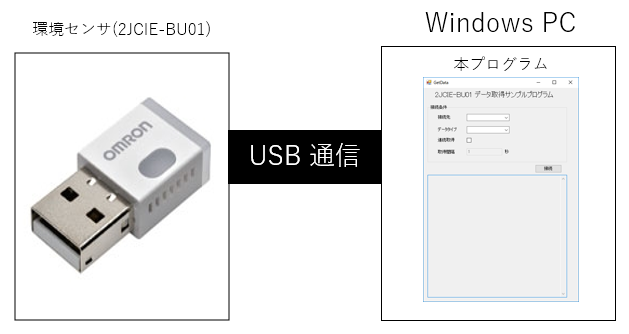 環境センサ(2JCIE-BU01)
OMRON
USB 通信
Windows PC
本プログラム
GetData
2JCIE-BU01 データ取得サンプルプログラム
接続条件
接続先
データタイプ
連続取得
取得間隔
秒
接続